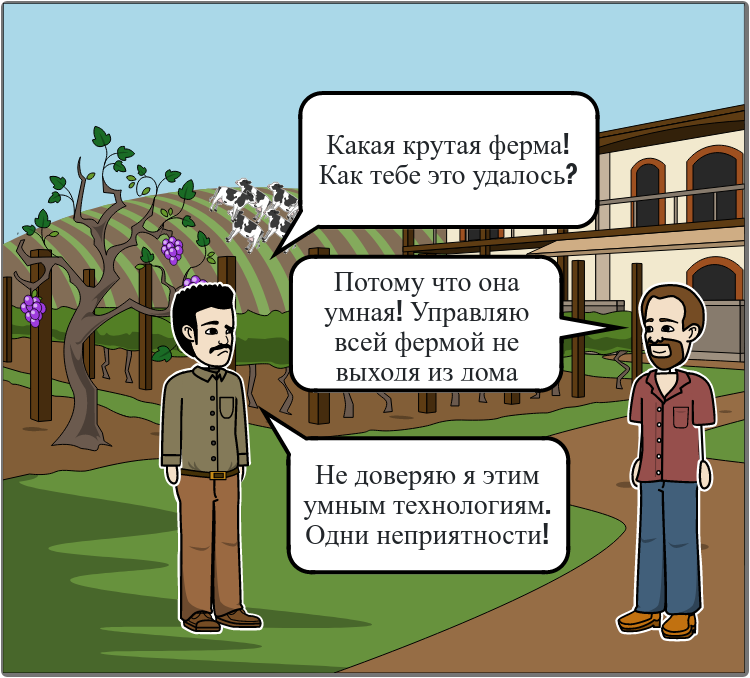 Какая крутая ферма!
Как тебе это удалось?
Потому что она
умная! Управляю
всей фермой не
выходя из дома
Не доверяю я этим
умным технологиям.
Одни неприятности!